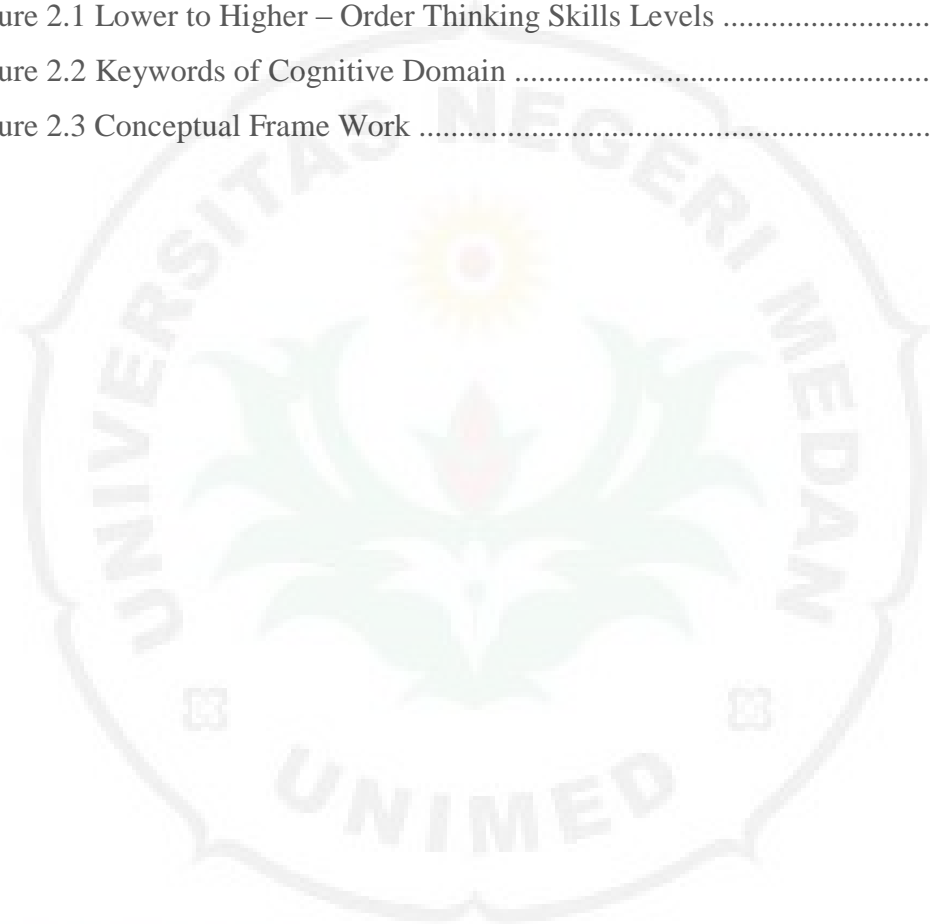 ure 2.1 Lower to Higher – Order Thinking Skills Levels ..........................
ure 2.2 Keywords of Cognitive Domain ....................................................
ure 2.3 Conceptual Frame Work ................................................................
UNIVERSITAS NEGERI MEDAN
UNIMED